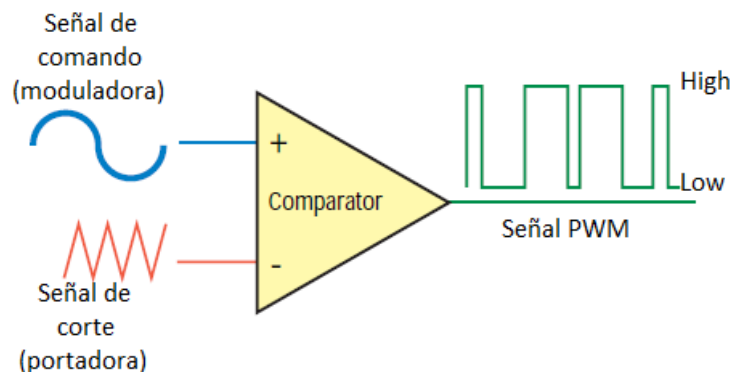 Señal de
comando
(moduladora)
+
Comparator
-
Señal de
corte
(portadora)
High
Low
Señal PWM